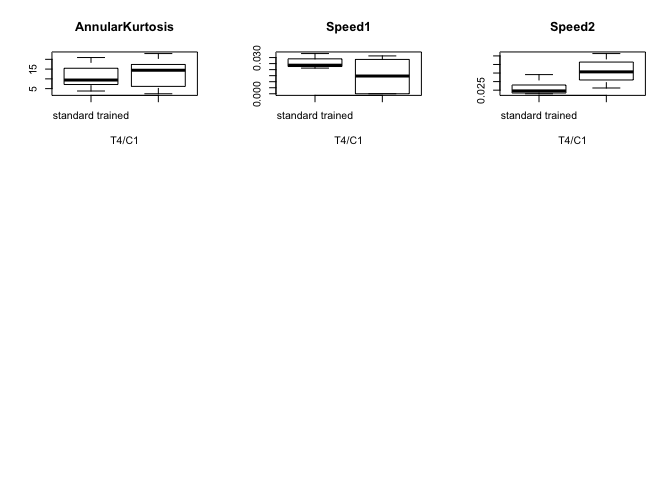 AnnularKurtosis
Speed1
Speed2
15
5
0.030
0.000
0.025
standard trained
standard trained
standard trained
T4/C1
T4/C1
T4/C1